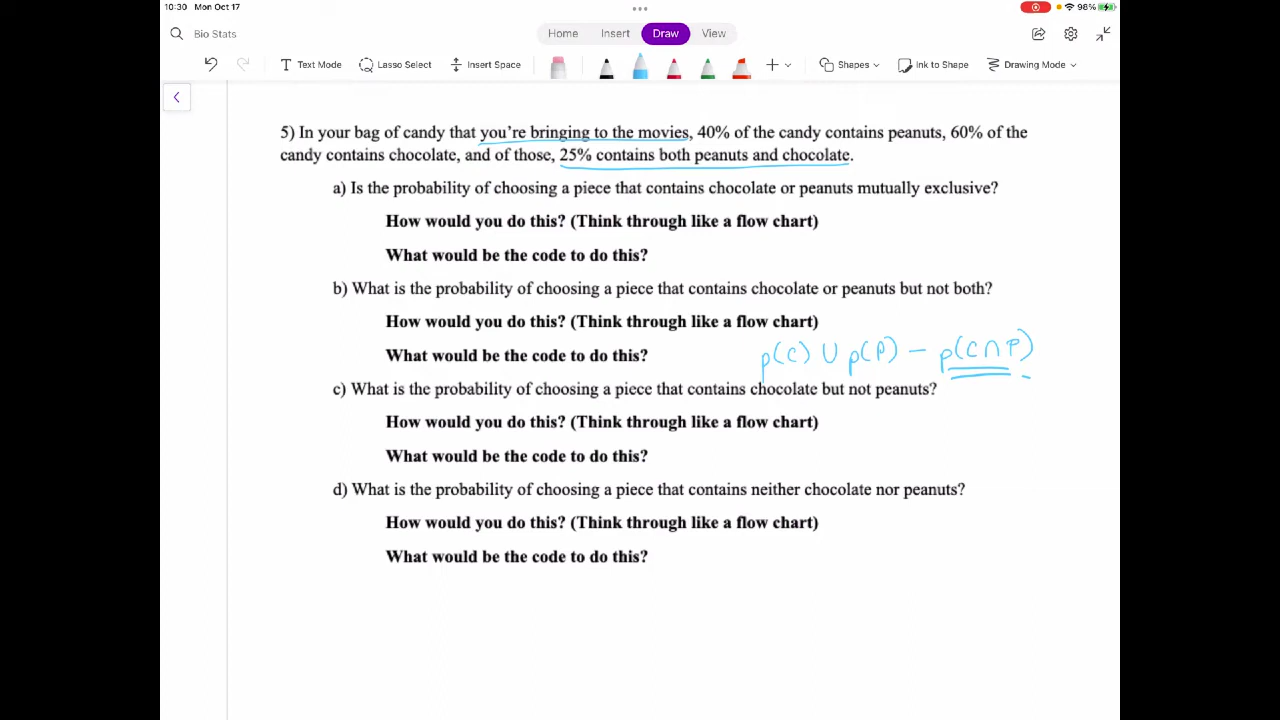 10:30 Mon Oct 17
98%
Bio Stats
Home Insert Draw View
Text Mode Lasso Select Insert Space Shapes Ink to Shape Drawing Mode
5) In your bag of candy that you're bringing to the movies, 40% of the candy contains peanuts, 60% of the
candy contains chocolate, and of those, 25% contains both peanuts and chocolate.
a) Is the probability of choosing a piece that contains chocolate or peanuts mutually exclusive?
How would you do this? (Think through like a flow chart)
What would be the code to do this?
b) What is the probability of choosing a piece that contains chocolate or peanuts but not both?
How would you do this? (Think through like a flow chart)
What would be the code to do this? p(C) ∪ p(P) − p(C∩P)
c) What is the probability of choosing a piece that contains chocolate but not peanuts?
How would you do this? (Think through like a flow chart)
What would be the code to do this?
d) What is the probability of choosing a piece that contains neither chocolate nor peanuts?
How would you do this? (Think through like a flow chart)
What would be the code to do this?